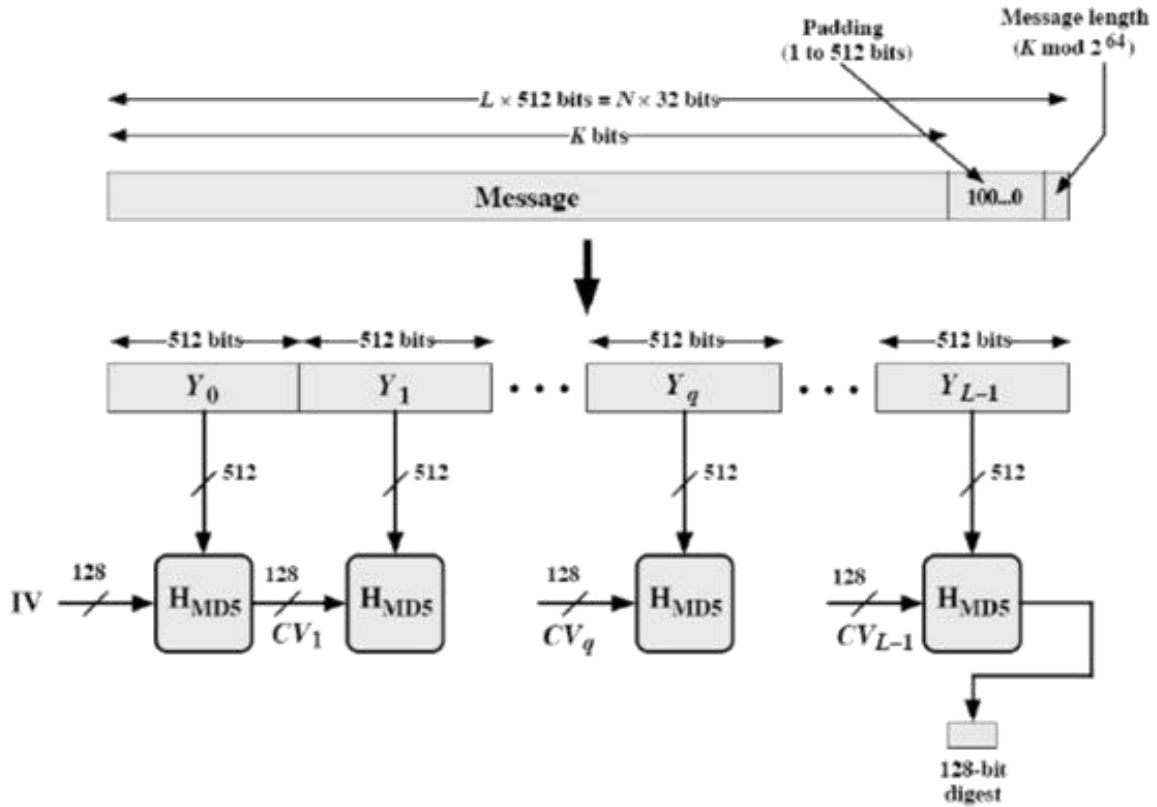 Padding
(1 to 512 bits)
Message length
(K mod 2^64)
L × 512 bits = N × 32 bits
K bits
Message
100...0
512 bits
512 bits
512 bits
512 bits
Y0
Y1
• • •
Yq
• • •
YL–1
512
512
512
512
IV
128
HMD5
128
CV1
HMD5
128
CVq
HMD5
128
CVL–1
HMD5
128-bit
digest